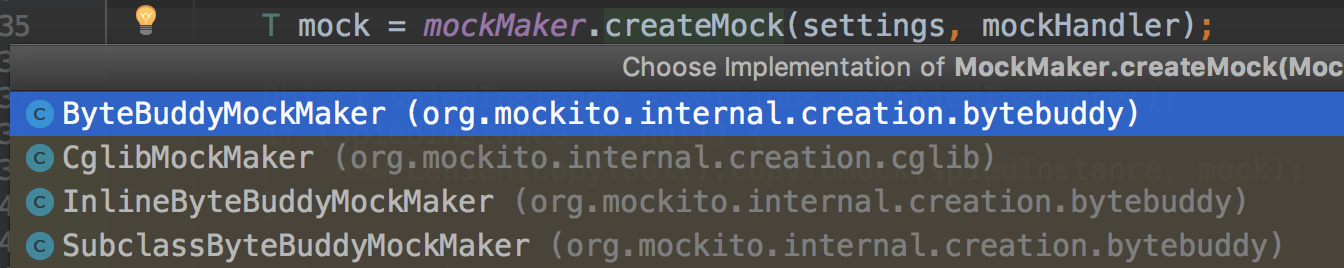 35 T mock = mockMaker.createMock(settings, mockHandler);
Choose Implementation of MockMaker.createMock(Moc
C ByteBuddyMockMaker (org.mockito.internal.creation.bytebuddy)
C CglibMockMaker (org.mockito.internal.creation.cglib)
C InlineByteBuddyMockMaker (org.mockito.internal.creation.bytebuddy)
C SubclassByteBuddyMockMaker (org.mockito.internal.creation.bytebuddy)